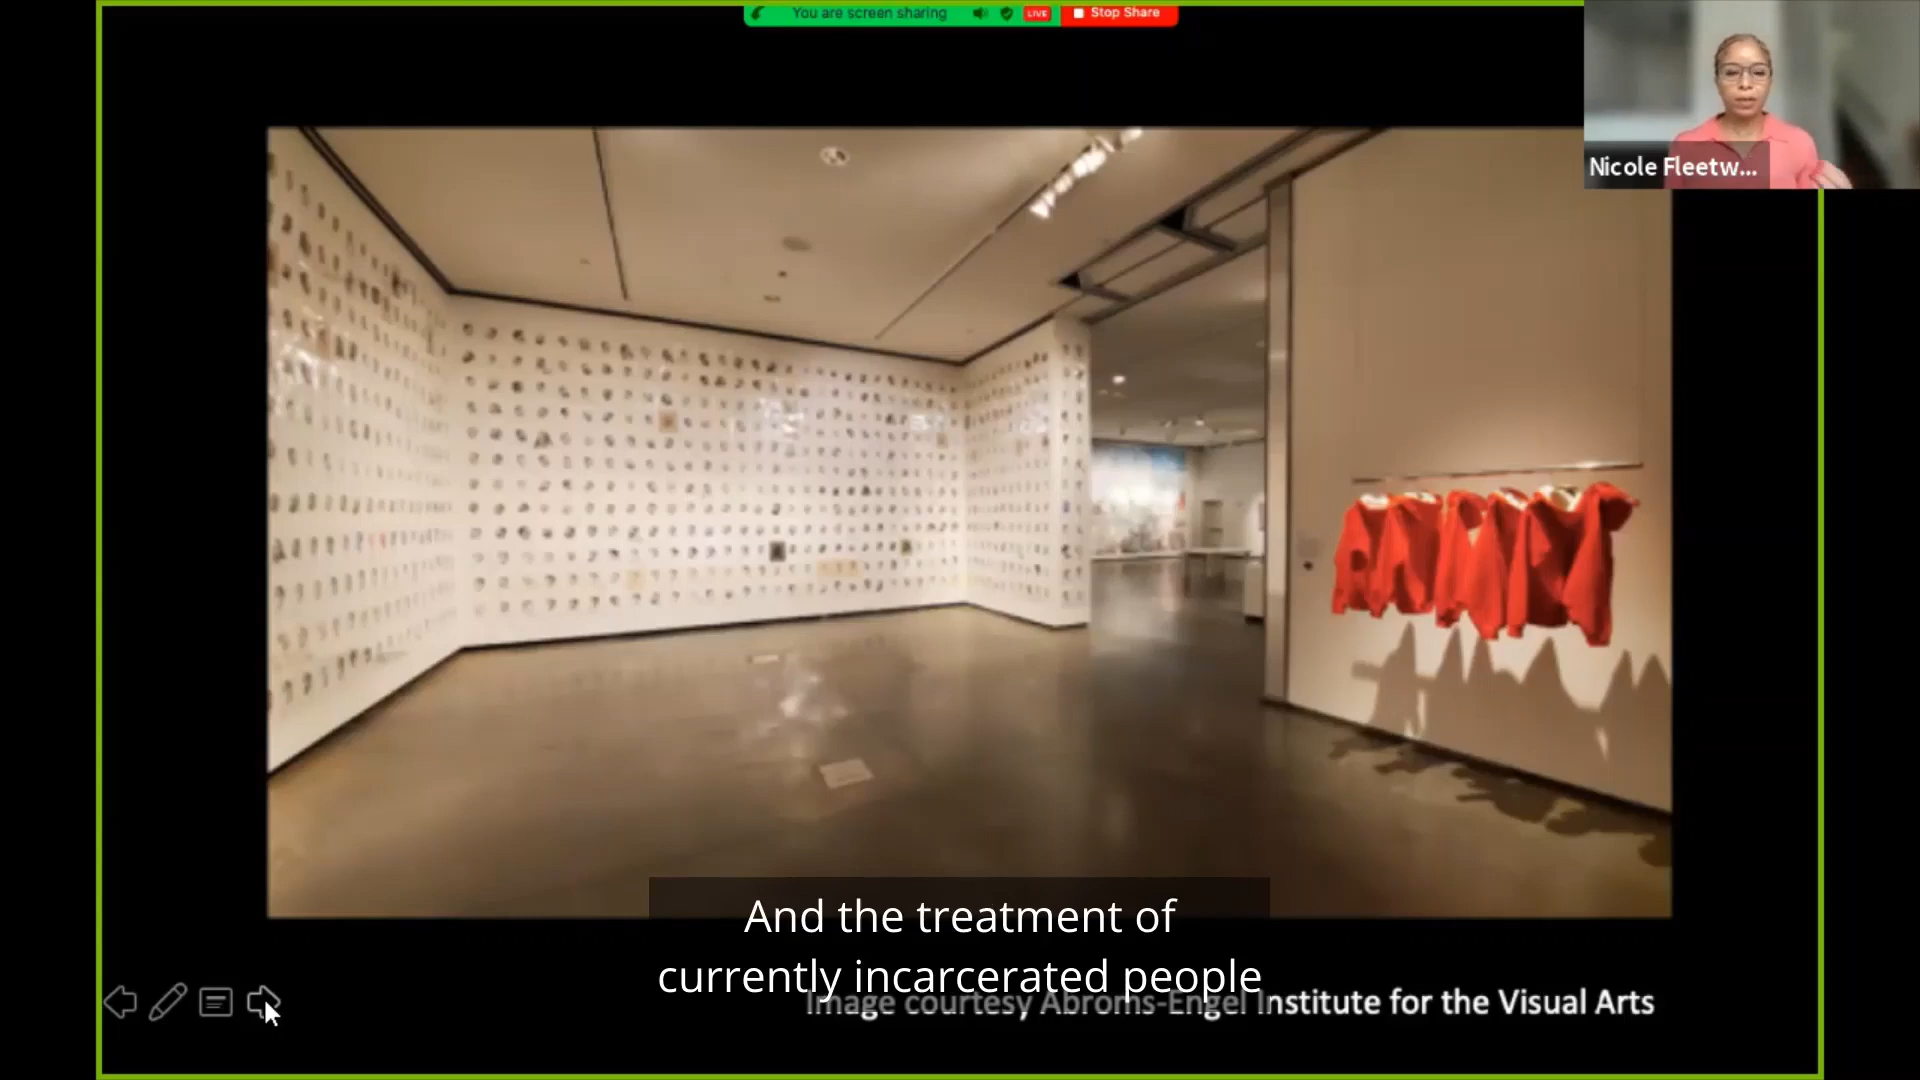 You are screen sharing
LIVE
Stop Share
Nicole Fleetw...
And the treatment of
currently incarcerated people
Image courtesy Abroms-Engel Institute for the Visual Arts